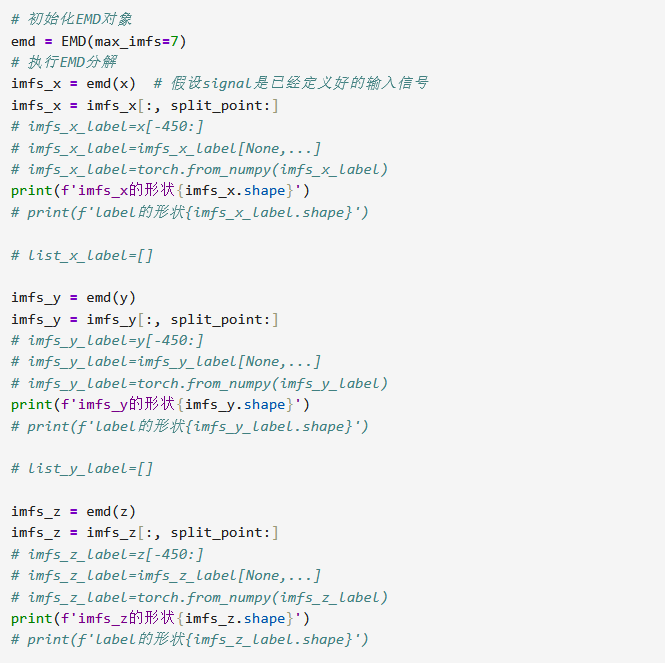 # 初始化EMD对象
emd = EMD(max_imfs=7)
# 执行EMD分解
imfs_x = emd(x)  # 假设signal是已经定义好的输入信号
imfs_x = imfs_x[:, split_point:]
# imfs_x_label=x[-450:]
# imfs_x_label=imfs_x_label[None,...]
# imfs_x_label=torch.from_numpy(imfs_x_label)
print(f'imfs_x的形状{imfs_x.shape}')
# print(f'label的形状{imfs_x_label.shape}')
# list_x_label=[]
imfs_y = emd(y)
imfs_y = imfs_y[:, split_point:]
# imfs_y_label=y[-450:]
# imfs_y_label=imfs_y_label[None,...]
# imfs_y_label=torch.from_numpy(imfs_y_label)
print(f'imfs_y的形状{imfs_y.shape}')
# print(f'label的形状{imfs_y_label.shape}')
# list_y_label=[]
imfs_z = emd(z)
imfs_z = imfs_z[:, split_point:]
# imfs_z_label=z[-450:]
# imfs_z_label=imfs_z_label[None,...]
# imfs_z_label=torch.from_numpy(imfs_z_label)
print(f'imfs_z的形状{imfs_z.shape}')
# print(f'label的形状{imfs_z_label.shape}')